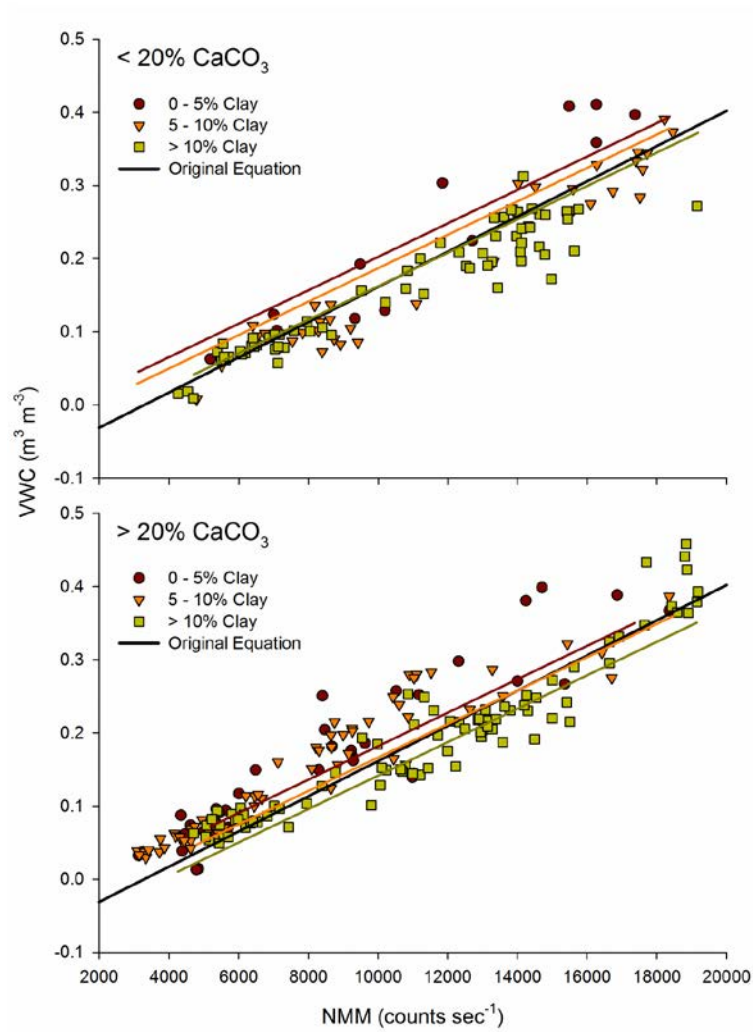 0.5
< 20% CaCO₃
0 - 5% Clay
5 - 10% Clay
> 10% Clay
Original Equation
0.4
0.3
0.2
0.1
0.0
-0.1
VWC (m³ m⁻³)
0.5
> 20% CaCO₃
0 - 5% Clay
5 - 10% Clay
> 10% Clay
Original Equation
0.4
0.3
0.2
0.1
0.0
-0.1
2000 4000 6000 8000 10000 12000 14000 16000 18000 20000
NMM (counts sec⁻¹)